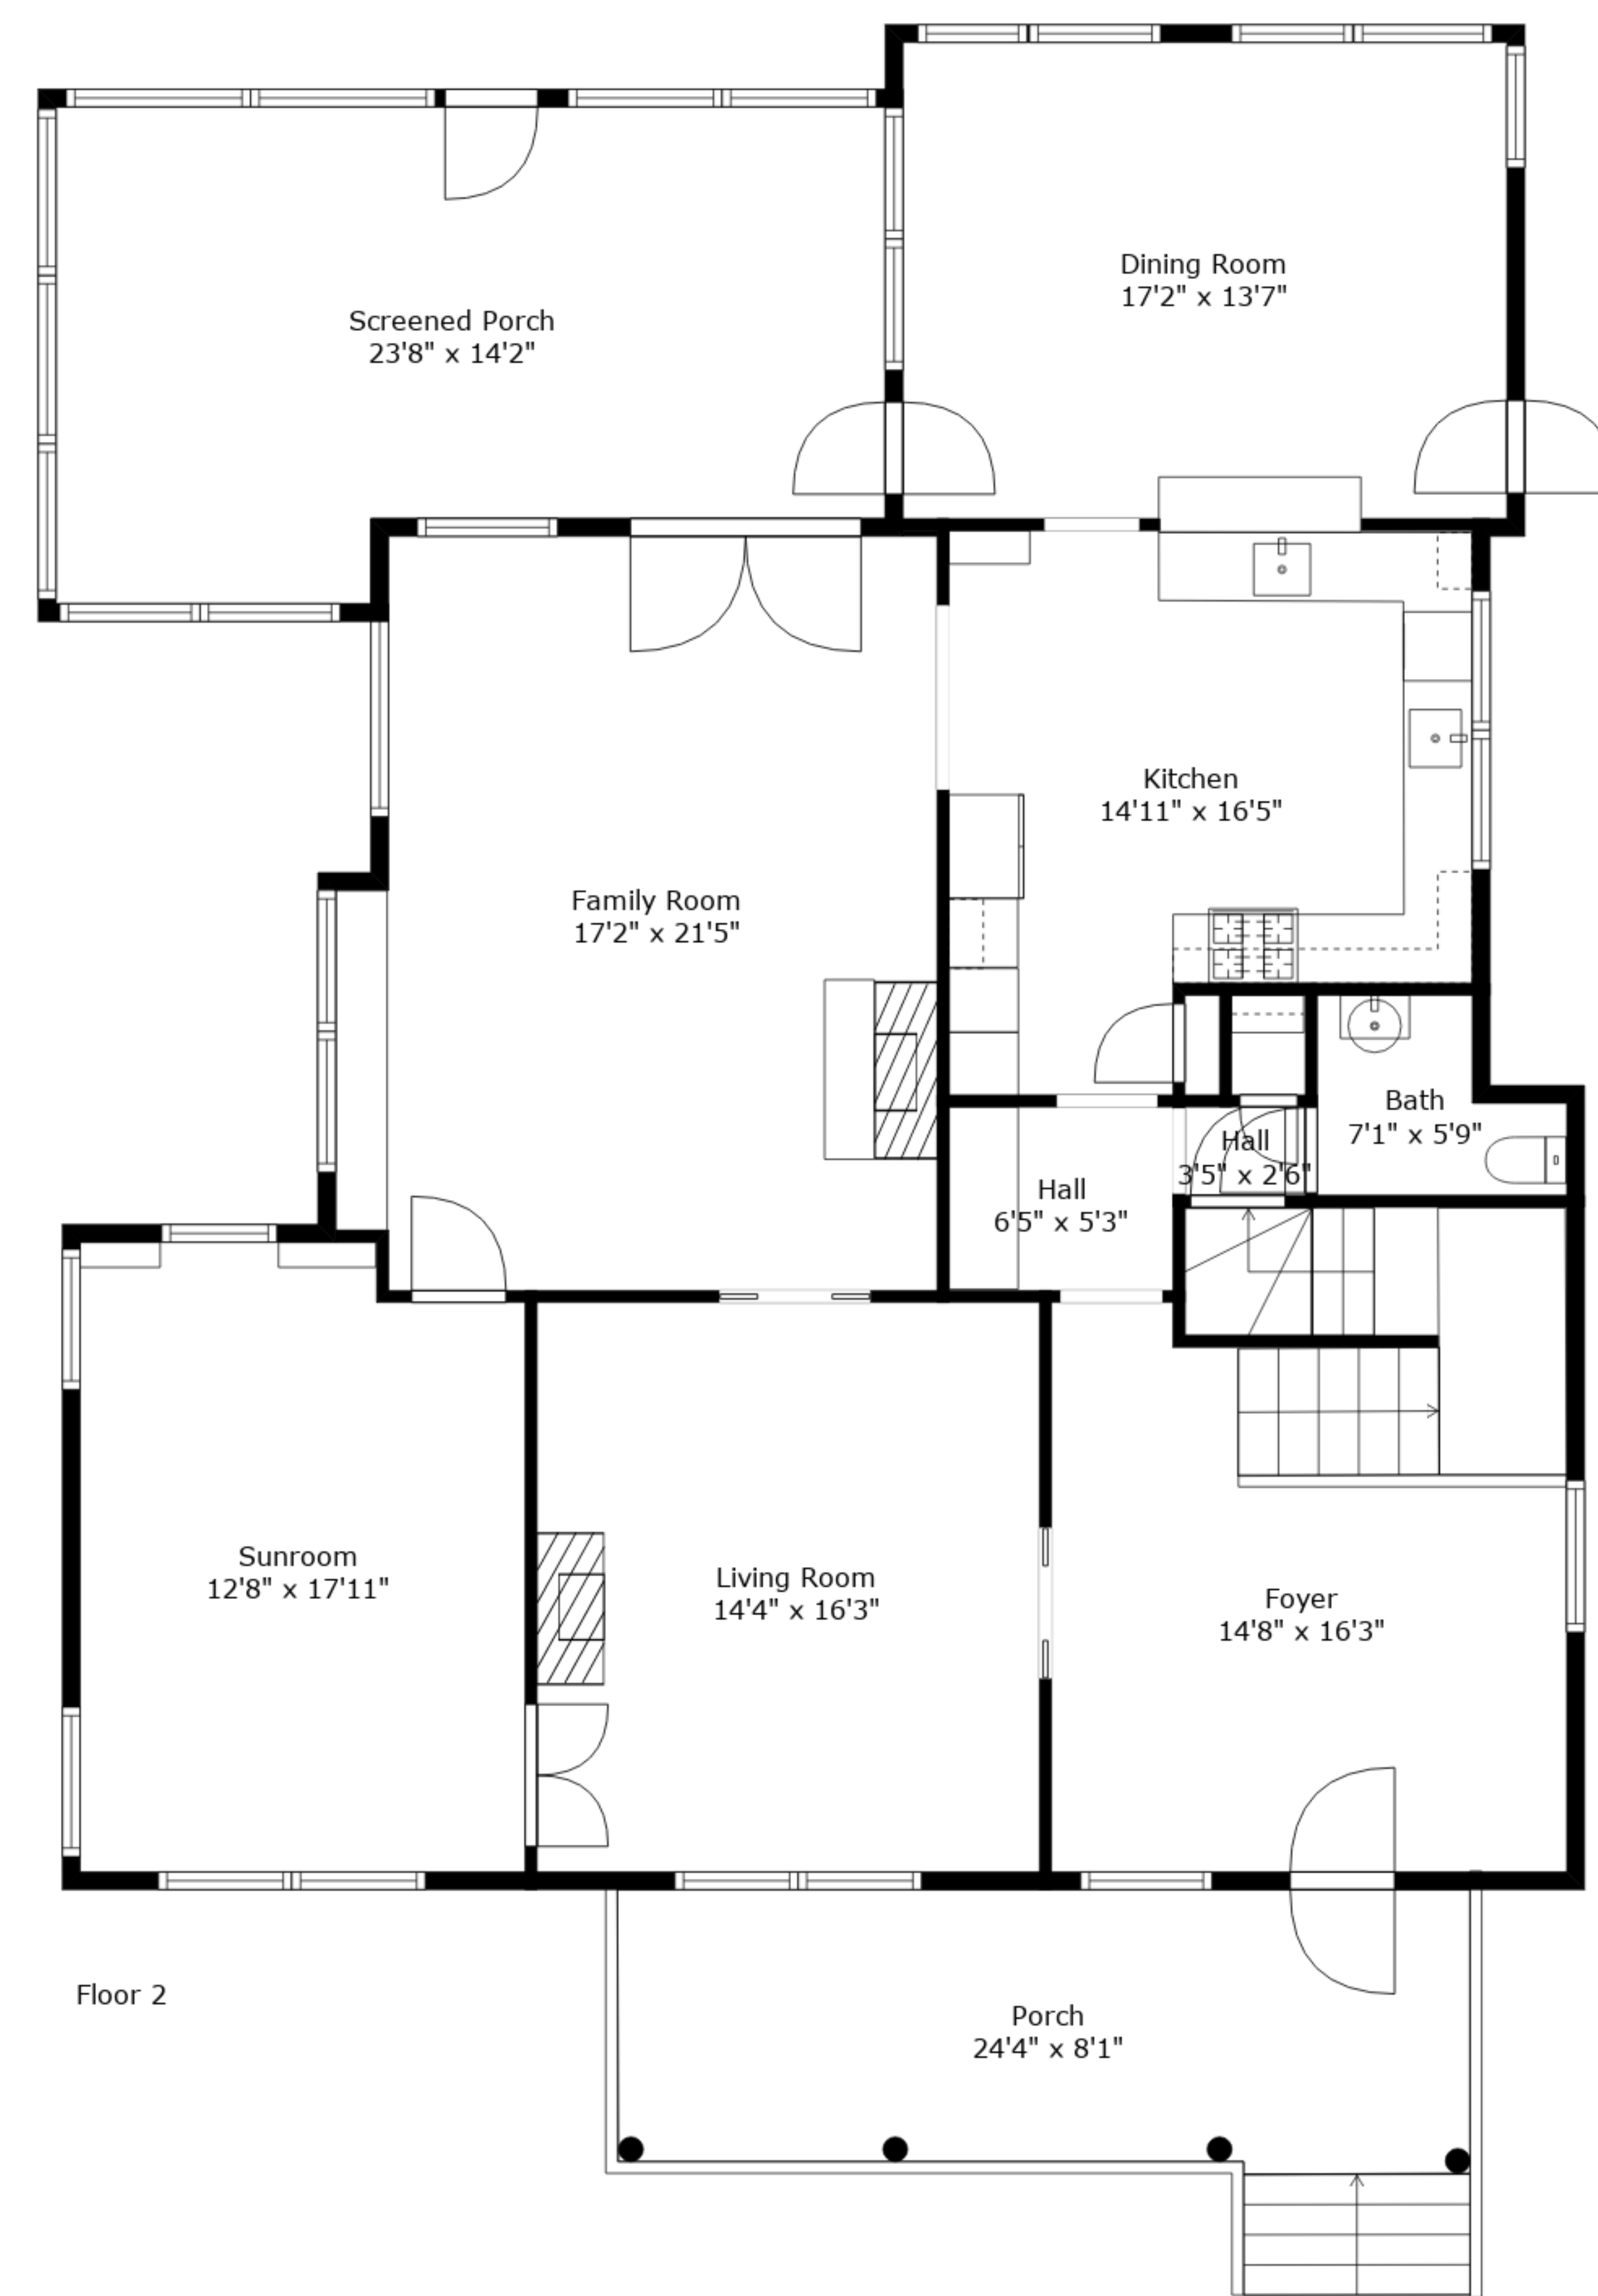 Dining Room
17'2" x 13'7"
Screened Porch
23'8" x 14'2"
Kitchen
14'11" x 16'5"
Family Room
17'2" x 21'5"
Bath
7'1" x 5'9"
Hall
3'5" x 2'6"
Hall
6'5" x 5'3"
Sunroom
12'8" x 17'11"
Living Room
14'4" x 16'3"
Foyer
14'8" x 16'3"
Floor 2
Porch
24'4" x 8'1"